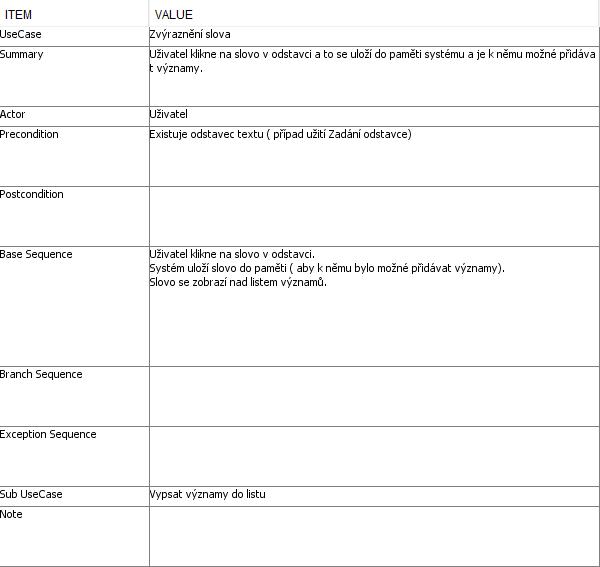 ITEM VALUE
UseCase Zvýraznění slova
Summary Uživatel klikne na slovo v odstavci a to se uloží do paměti systému a je k němu možné přidáva
t významy.
Actor Uživatel
Precondition Existuje odstavec textu ( případ užití Zadání odstavce)
Postcondition
Base Sequence Uživatel klikne na slovo v odstavci.
Systém uloží slovo do paměti ( aby k němu bylo možné přidávat významy).
Slovo se zobrazí nad listem významů.
Branch Sequence
Exception Sequence
Sub UseCase Vypsat významy do listu
Note